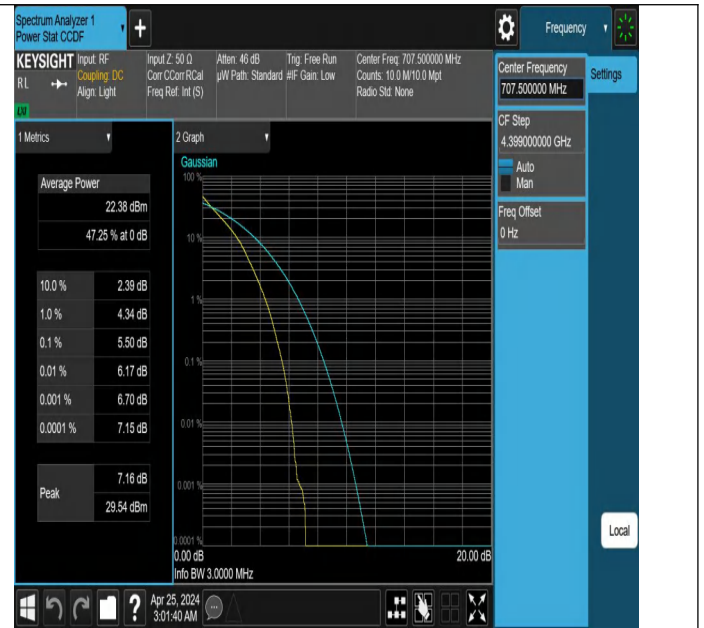 Spectrum Analyzer 1
Power Stat CCDF
+
Frequency
KEYSIGHT
RL
LXI
Input: RF
Coupling: DC
Align: Light
Input Z: 50 Ω
Corr CCorr RCal
Freq Ref: Int (S)
Atten: 46 dB
µW Path: Standard
Trig: Free Run
#IF Gain: Low
Center Freq: 707.500000 MHz
Counts: 10.0 M/10.0 Mpt
Radio Std: None
Center Frequency
707.500000 MHz
Settings
CF Step
4.399000000 GHz
Auto
Man
Freq Offset
0 Hz
1 Metrics
Average Power
22.38 dBm
47.25 % at 0 dB
10.0 % 2.39 dB
1.0 % 4.34 dB
0.1 % 5.50 dB
0.01 % 6.17 dB
0.001 % 6.70 dB
0.0001 % 7.15 dB
Peak
7.16 dB
29.54 dBm
2 Graph
Gaussian
100 %
10 %
1 %
0.1 %
0.01 %
0.001 %
0.0001 %
0.00 dB 20.00 dB
Info BW 3.0000 MHz
Local
?
Apr 25, 2024
3:01:40 AM